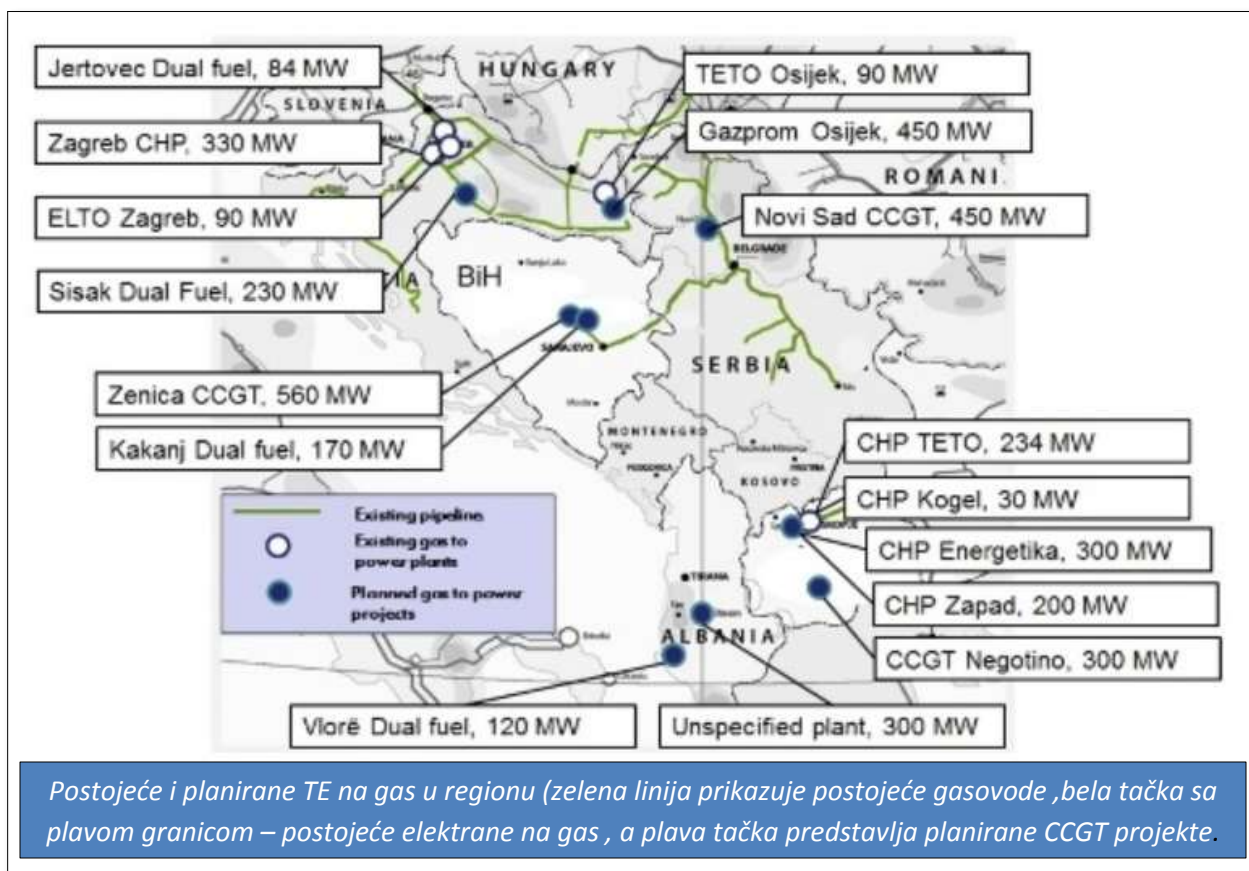 Jertovec Dual fuel, 84 MW
Zagreb CHP, 330 MW
ELTO Zagreb, 90 MW
Sisak Dual Fuel, 230 MW
Zenica CCGT, 560 MW
Kakanj Dual fuel, 170 MW
TETO Osijek, 90 MW
Gazprom Osijek, 450 MW
Novi Sad CCGT, 450 MW
CHP TETO, 234 MW
CHP Kogel, 30 MW
CHP Energetika, 300 MW
CHP Zapad, 200 MW
CCGT Negotino, 300 MW
Vlorë Dual fuel, 120 MW
Unspecified plant, 300 MW
HUNGARY
SLOVENIA
ROMANI
BELGRADE
BiH
SARAJEVO
SERBIA
MONTENEGRO
KOSOVO
TIRANA
ALBANIA
Existing pipeline
Existing gas to
power plants
Planned gas to power
projects
Postojeće i planirane TE na gas u regionu (zelena linija prikazuje postojeće gasovode ,bela tačka sa
plavom granicom – postojeće elektrane na gas , a plava tačka predstavlja planirane CCGT projekte.